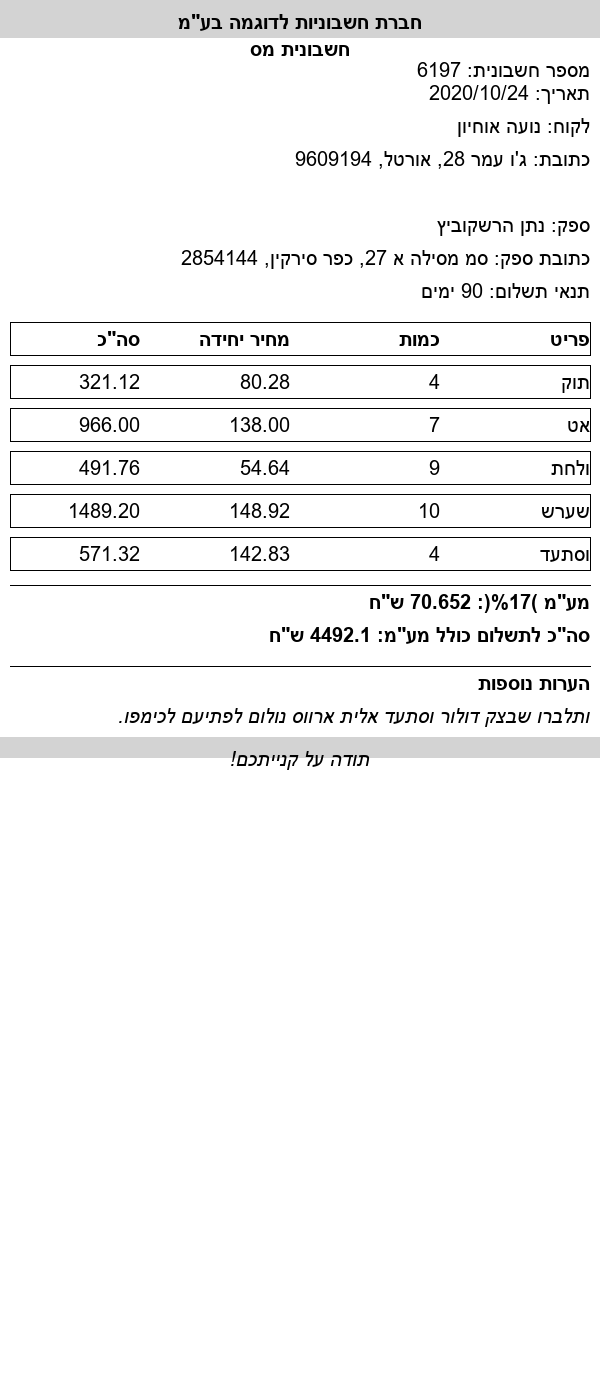 חברת חשבוניות לדוגמה בע"מ
חשבונית מס
מספר חשבונית: 6197
תאריך: 2020/10/24
לקוח: נועה אוחיון
כתובת: ג'ו עמר 28, אורטל, 9609194
ספק: נתן הרשקוביץ
כתובת ספק: סמ מסילה א 27, כפר סירקין, 2854144
תנאי תשלום: 90 ימים
פריט כמות מחיר יחידה סה"כ
תוק 4 80.28 321.12
אט 7 138.00 966.00
ולחת 9 54.64 491.76
שערש 10 148.92 1489.20
וסתעד 4 142.83 571.32
מע"מ )17%(: 70.652 ש"ח
סה"כ לתשלום כולל מע"מ: 4492.1 ש"ח
הערות נוספות
ותלברו שבצק דולור וסתעד אלית ארווס נולום לפתיעם לכימפו.
תודה על קנייתכם!